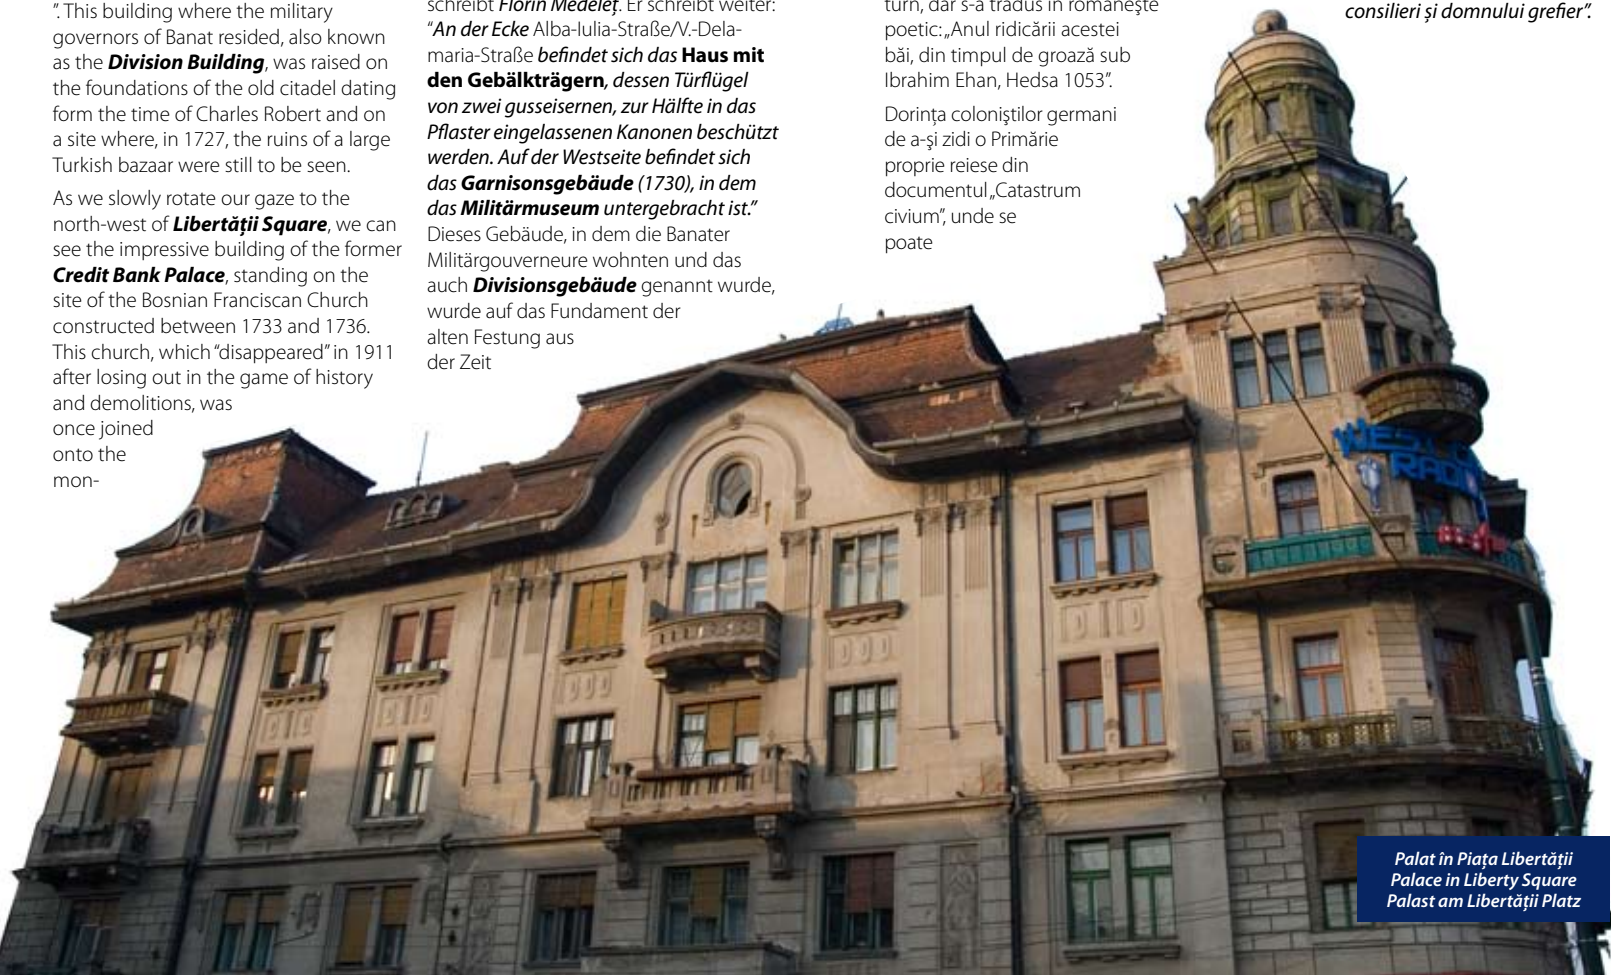 ”. This building where the military
governors of Banat resided, also known
as the Division Building, was raised on
the foundations of the old citadel dating
form the time of Charles Robert and on
a site where, in 1727, the ruins of a large
Turkish bazaar were still to be seen.
As we slowly rotate our gaze to the
north-west of Libertății Square, we can
see the impressive building of the former
Credit Bank Palace, standing on the
site of the Bosnian Franciscan Church
constructed between 1733 and 1736.
This church, which “disappeared” in 1911
after losing out in the game of history
and demolitions, was
once joined
onto the
mon-
schreibt Florin Medeleț. Er schreibt weiter:
“An der Ecke Alba-Iulia-Straße/V.-Dela-
maria-Straße befindet sich das Haus mit
den Gebälkträgern, dessen Türflügel
von zwei gusseisernen, zur Hälfte in das
Pflaster eingelassenen Kanonen beschützt
werden. Auf der Westseite befindet sich
das Garnisonsgebäude (1730), in dem
das Militärmuseum untergebracht ist.”
Dieses Gebäude, in dem die Banater
Militärgouverneure wohnten und das
auch Divisionsgebäude genannt wurde,
wurde auf das Fundament der
alten Festung aus
der Zeit
turn, dar s-a tradus în românește
poetic: „Anul ridicării acestei
băi, din timpul de groază sub
Ibrahim Ehan, Hedsa 1053”.
Dorința coloniştilor germani
de a-şi zidi o Primărie
proprie reiese din
documentul „Catastrum
civium”, unde se
poate
consilieri și domnului grefier”.
RADIO
Palat în Piața Libertății
Palace in Liberty Square
Palast am Libertății Platz